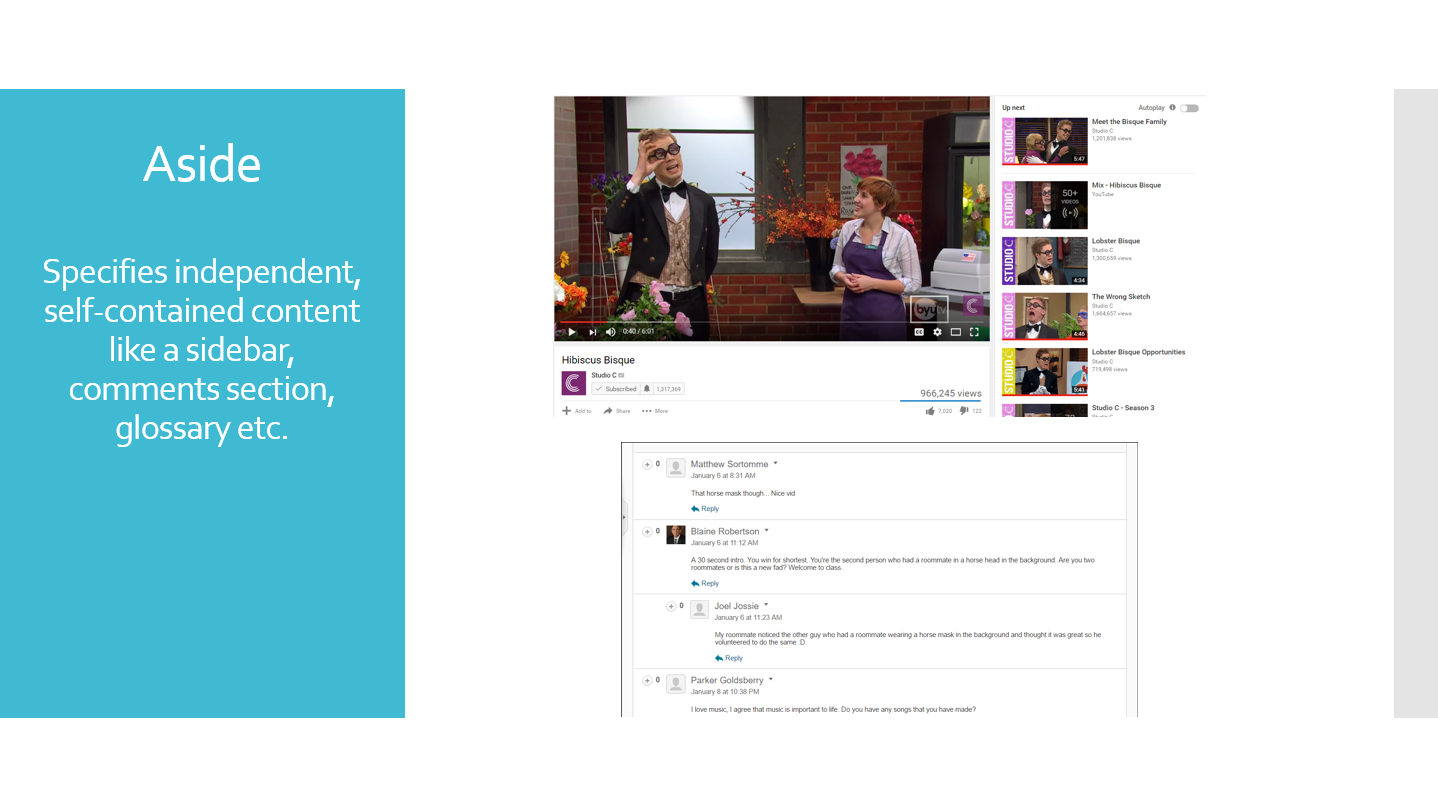 Aside
Specifies independent,
self-contained content
like a sidebar,
comments section,
glossary etc.
byutv
0:40 / 6:01
Hibiscus Bisque
Studio C
Subscribed 1,317,369
966,245 views
Add to Share More
7,020 122
Up next Autoplay
STUDIO C
5:47
Meet the Bisque Family
Studio C
1,201,838 views
STUDIO C
50+
VIDEOS
Mix - Hibiscus Bisque
YouTube
STUDIO C
4:34
Lobster Bisque
Studio C
1,300,659 views
STUDIO C
4:46
The Wrong Sketch
Studio C
1,664,657 views
STUDIO C
5:41
Lobster Bisque Opportunities
Studio C
719,498 views
Studio C - Season 3
0 Matthew Sortomme
January 6 at 8:31 AM
That horse mask though... Nice vid
Reply
0 Blaine Robertson
January 6 at 11:12 AM
A 30 second intro. You win for shortest. You're the second person who had a roommate in a horse head in the background. Are you two
roommates or is this a new fad? Welcome to class.
Reply
0 Joel Jossie
January 6 at 11:23 AM
My roommate noticed the other guy who had a roommate wearing a horse mask in the background and thought it was great so he
volunteered to do the same :D
Reply
0 Parker Goldsberry
January 8 at 10:38 PM
I love music, I agree that music is important to life. Do you have any songs that you have made?